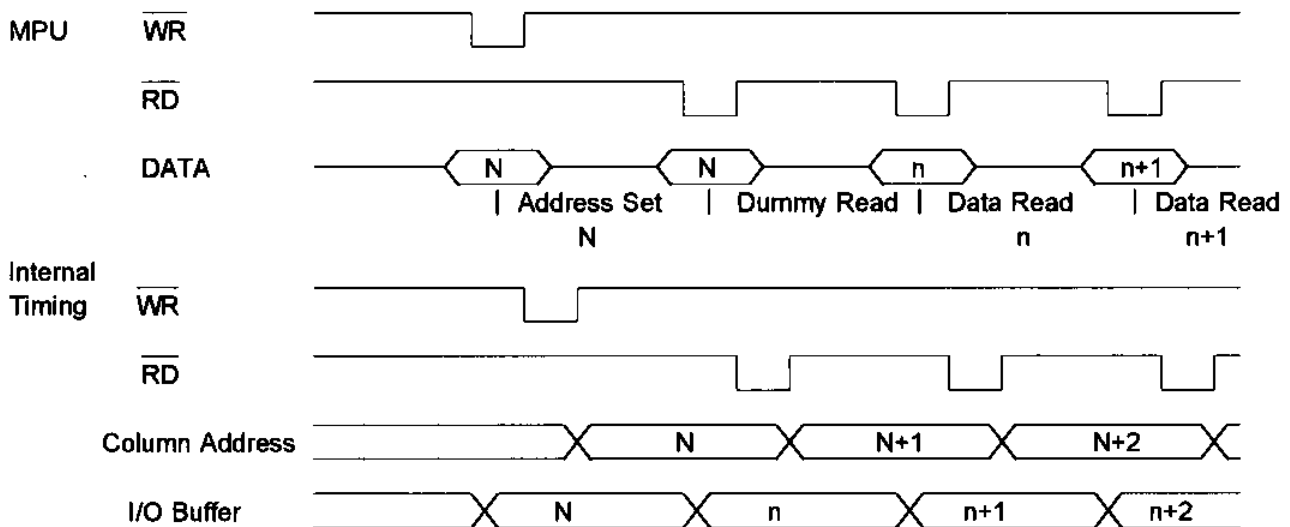 MPU WR
RD
DATA N N n n+1
| Address Set | Dummy Read | Data Read | Data Read
N n n+1
Internal
Timing WR
RD
Column Address N N+1 N+2
I/O Buffer N n n+1 n+2